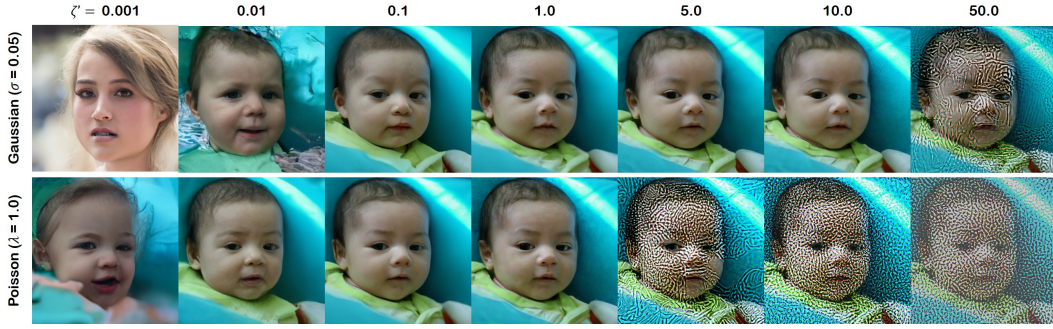 ζ' = 0.001 0.01 0.1 1.0 5.0 10.0 50.0
Gaussian (σ = 0.05)
Poisson (λ = 1.0)